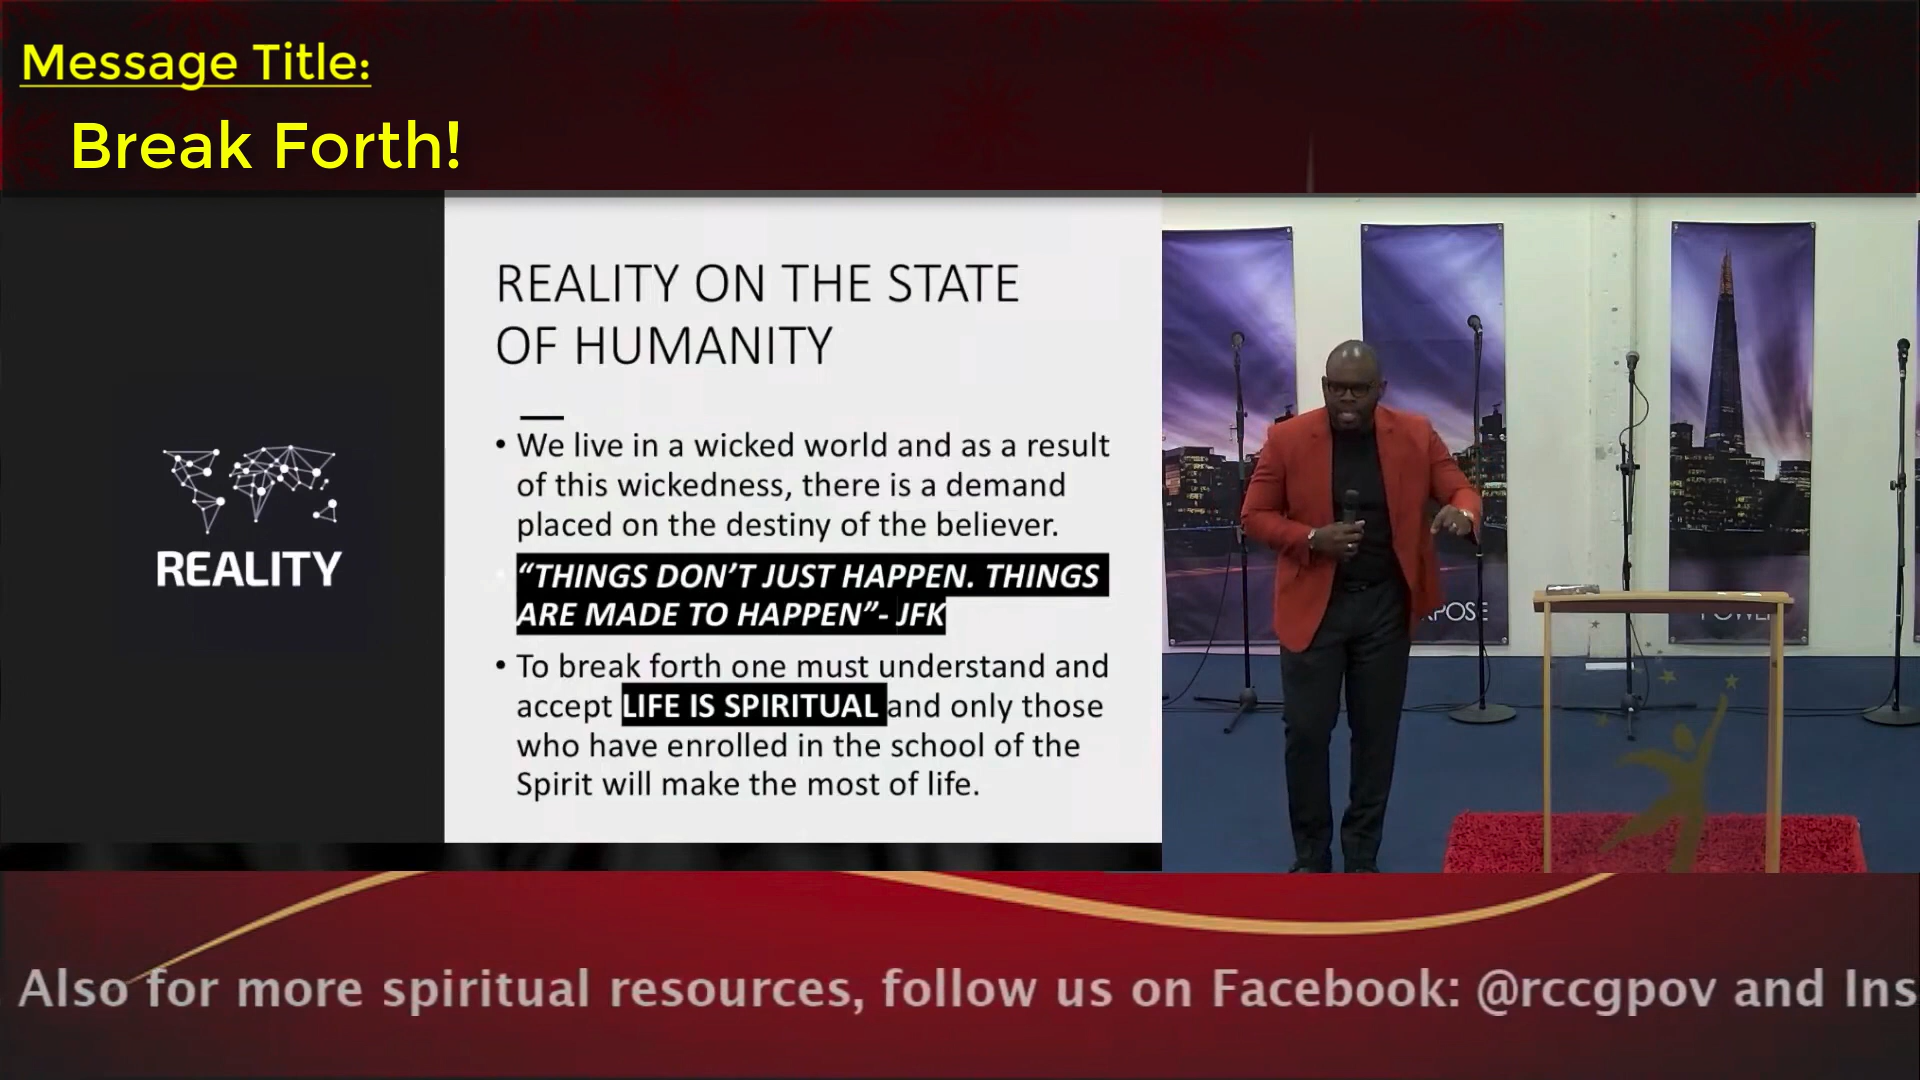 Message Title:
Break Forth!
REALITY
REALITY ON THE STATE
OF HUMANITY
• We live in a wicked world and as a result
of this wickedness, there is a demand
placed on the destiny of the believer.
“THINGS DON’T JUST HAPPEN. THINGS
ARE MADE TO HAPPEN”- JFK
• To break forth one must understand and
accept LIFE IS SPIRITUAL and only those
who have enrolled in the school of the
Spirit will make the most of life.
RPOSE
POWER
Also for more spiritual resources, follow us on Facebook: @rccgpov and Ins